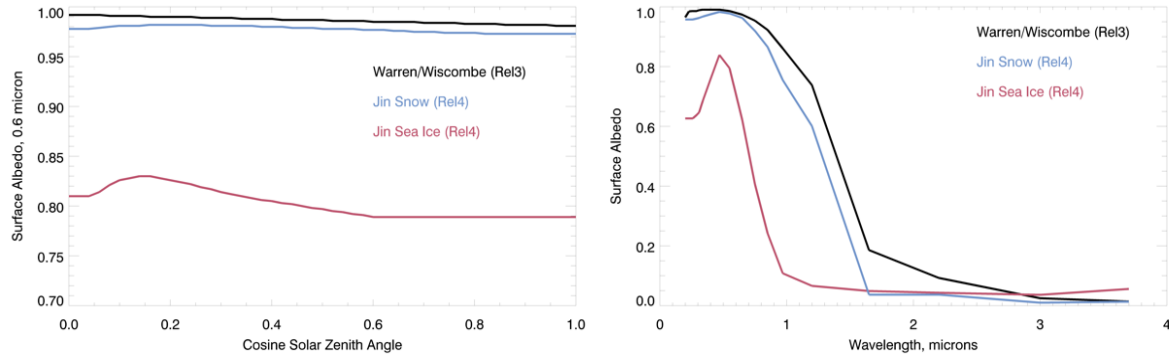 Surface Albedo, 0.6 micron
1.00
0.95
0.90
0.85
0.80
0.75
0.70
Warren/Wiscombe (Rel3)
Jin Snow (Rel4)
Jin Sea Ice (Rel4)
0.0 0.2 0.4 0.6 0.8 1.0
Cosine Solar Zenith Angle
Surface Albedo
1.0
0.8
0.6
0.4
0.2
0.0
Warren/Wiscombe (Rel3)
Jin Snow (Rel4)
Jin Sea Ice (Rel4)
0 1 2 3 4
Wavelength, microns